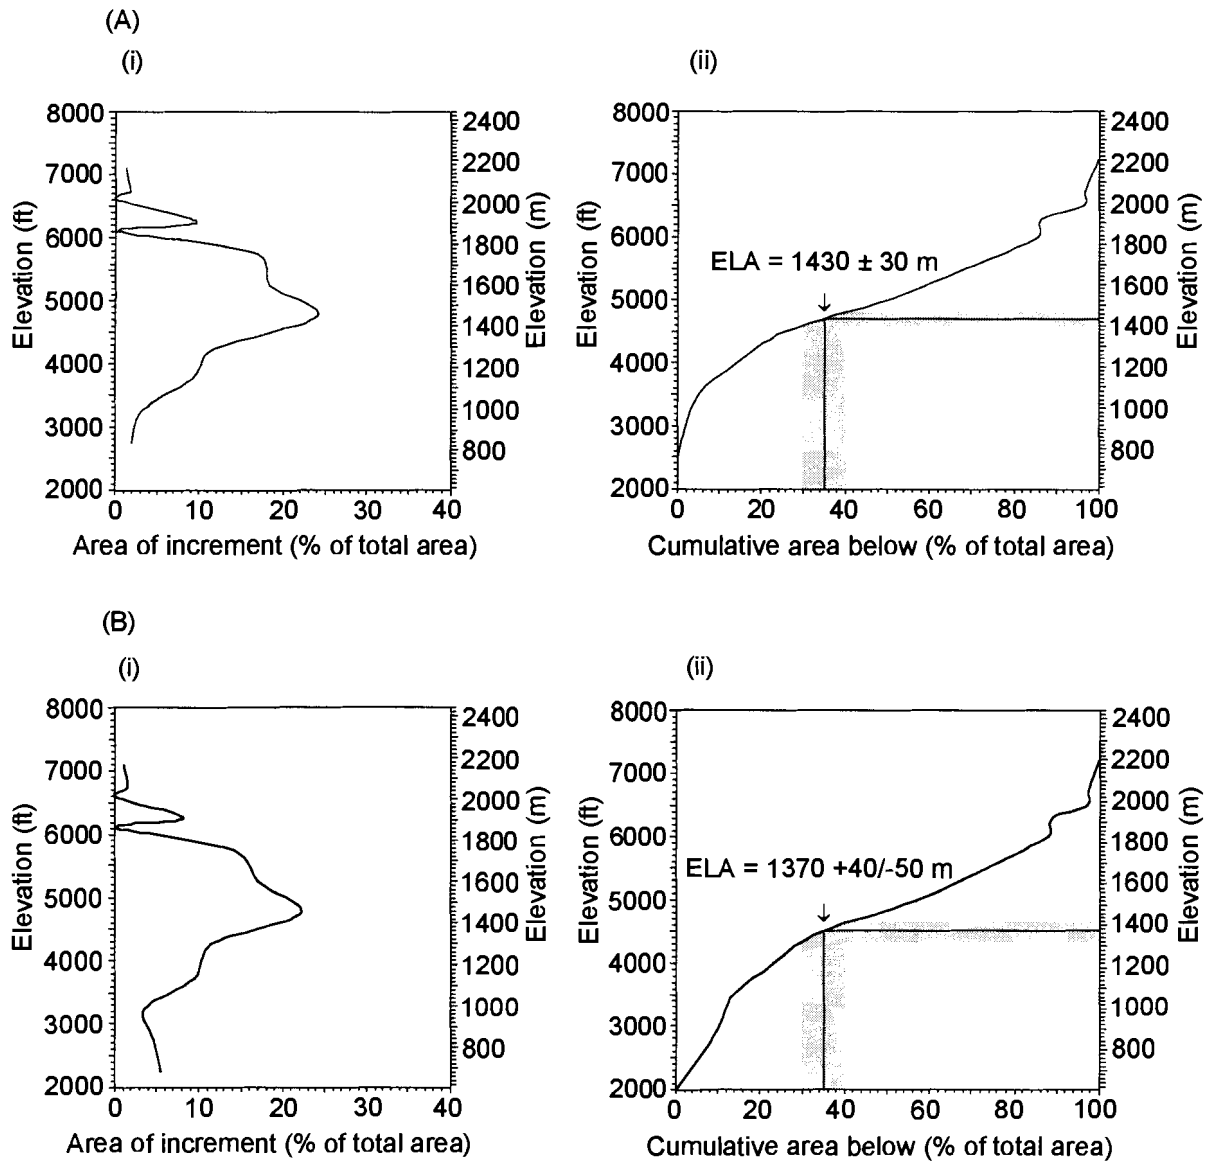 (A)
(i)
(ii)
8000
7000
6000
5000
4000
3000
2000
Elevation (ft)
2400
2200
2000
1800
1600
1400
1200
1000
800
Elevation (m)
0 10 20 30 40
Area of increment (% of total area)
8000
7000
6000
5000
4000
3000
2000
Elevation (ft)
ELA = 1430 ± 30 m
2400
2200
2000
1800
1600
1400
1200
1000
800
Elevation (m)
0 20 40 60 80 100
Cumulative area below (% of total area)
(B)
(i)
(ii)
8000
7000
6000
5000
4000
3000
2000
Elevation (ft)
2400
2200
2000
1800
1600
1400
1200
1000
800
Elevation (m)
0 10 20 30 40
Area of increment (% of total area)
8000
7000
6000
5000
4000
3000
2000
Elevation (ft)
ELA = 1370 +40/-50 m
2400
2200
2000
1800
1600
1400
1200
1000
800
Elevation (m)
0 20 40 60 80 100
Cumulative area below (% of total area)